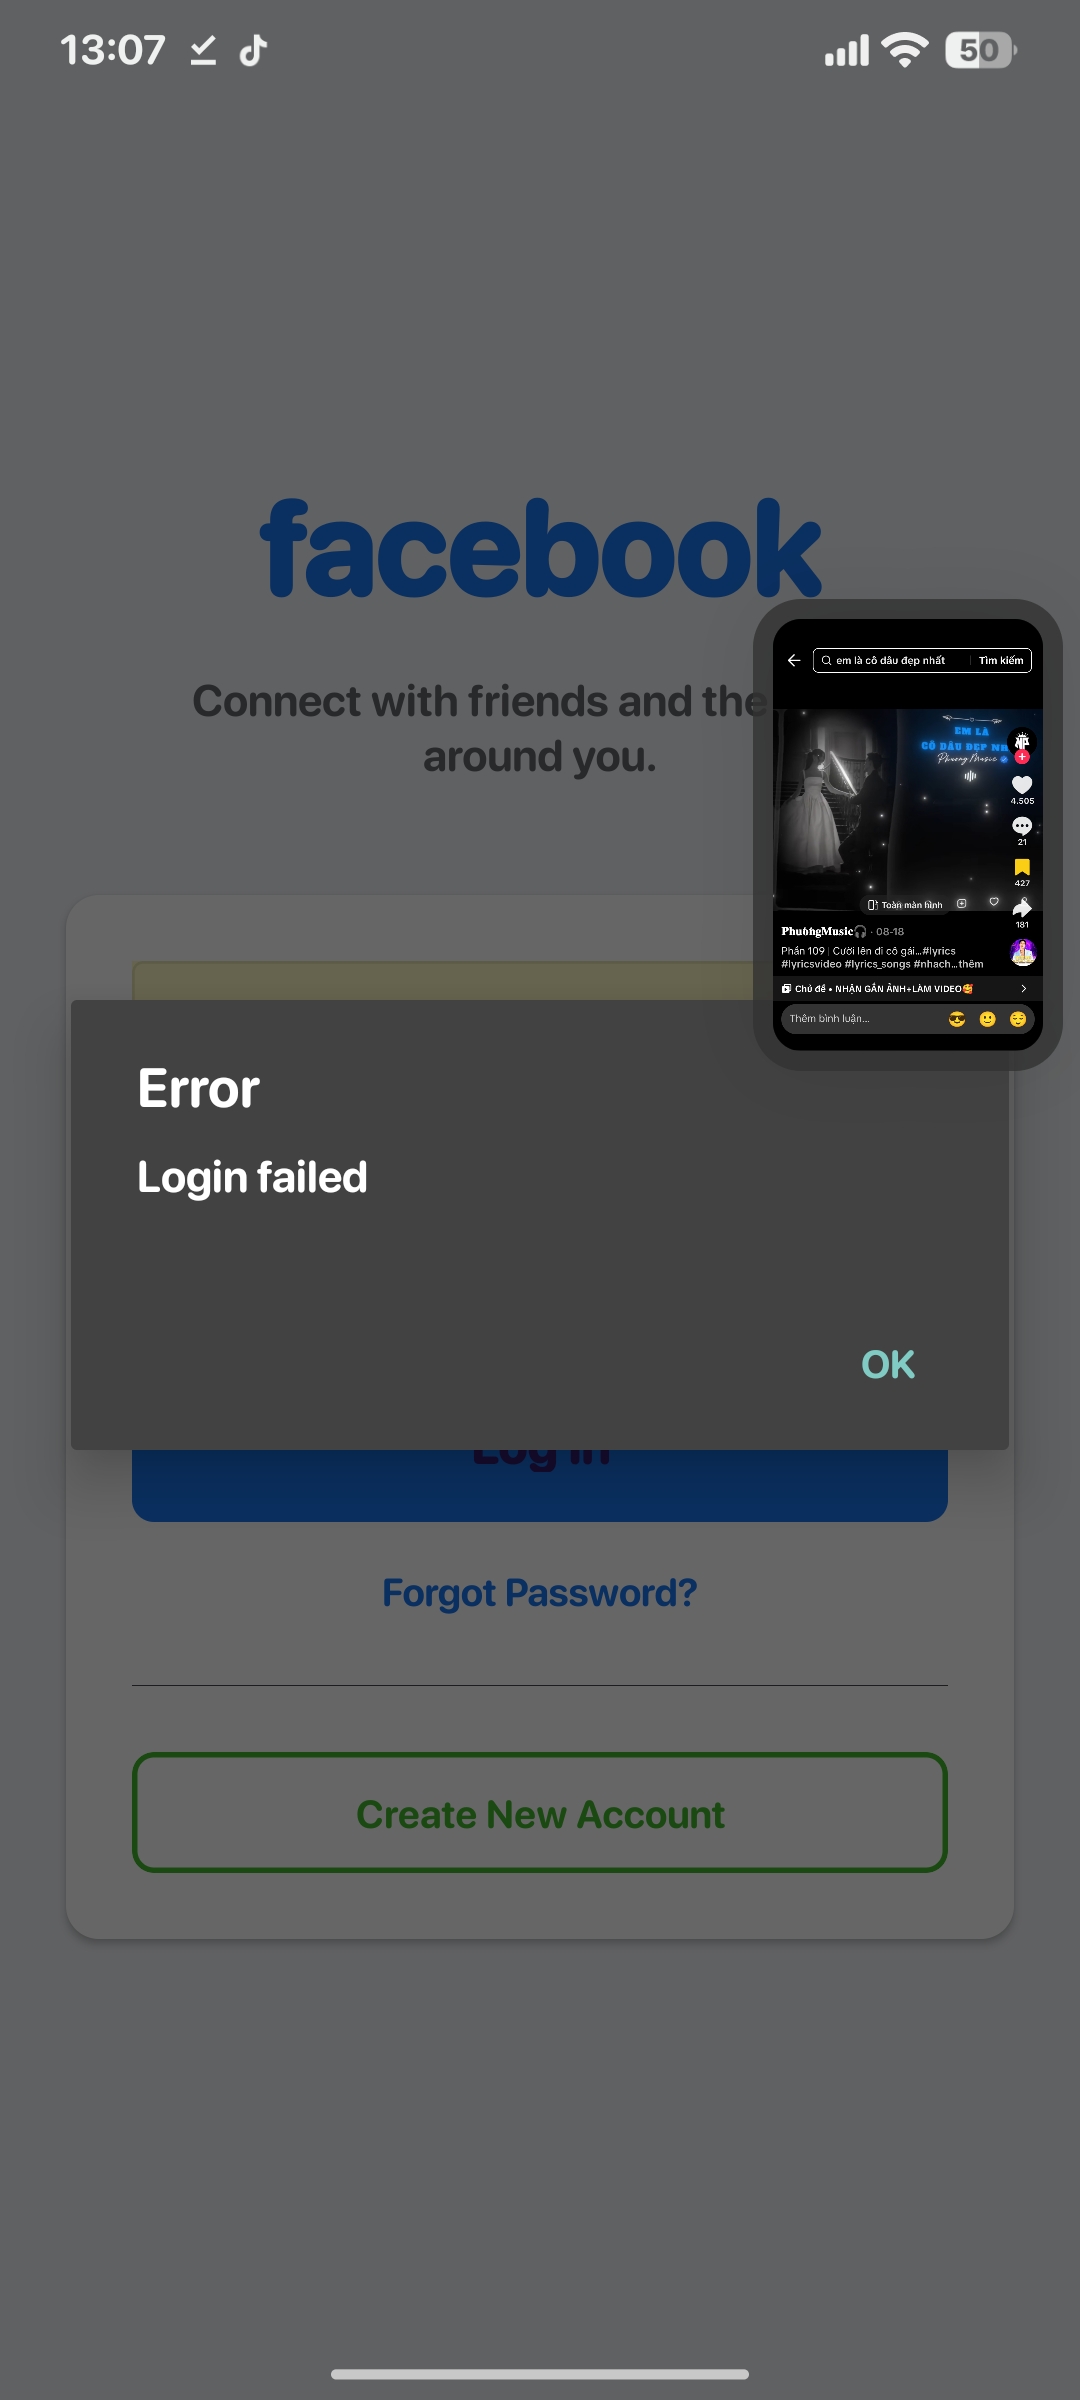 13:07
50
facebook
Connect with friends and the
around you.
em là cô dâu đẹp nhất
Tìm kiếm
EM LÀ
CÔ DÂU ĐẸP NH
Phuong Music
4.505
21
427
181
Toàn màn hình
PhươngMusic🎧 · 08-18
Phần 109 | Cười lên đi cô gái...#lyrics
#lyricsvideo #lyrics_songs #nhach...thêm
Chủ đề • NHẬN GẮN ẢNH+LÀM VIDEO🥰
Thêm bình luận...
Error
Login failed
OK
Log In
Forgot Password?
Create New Account